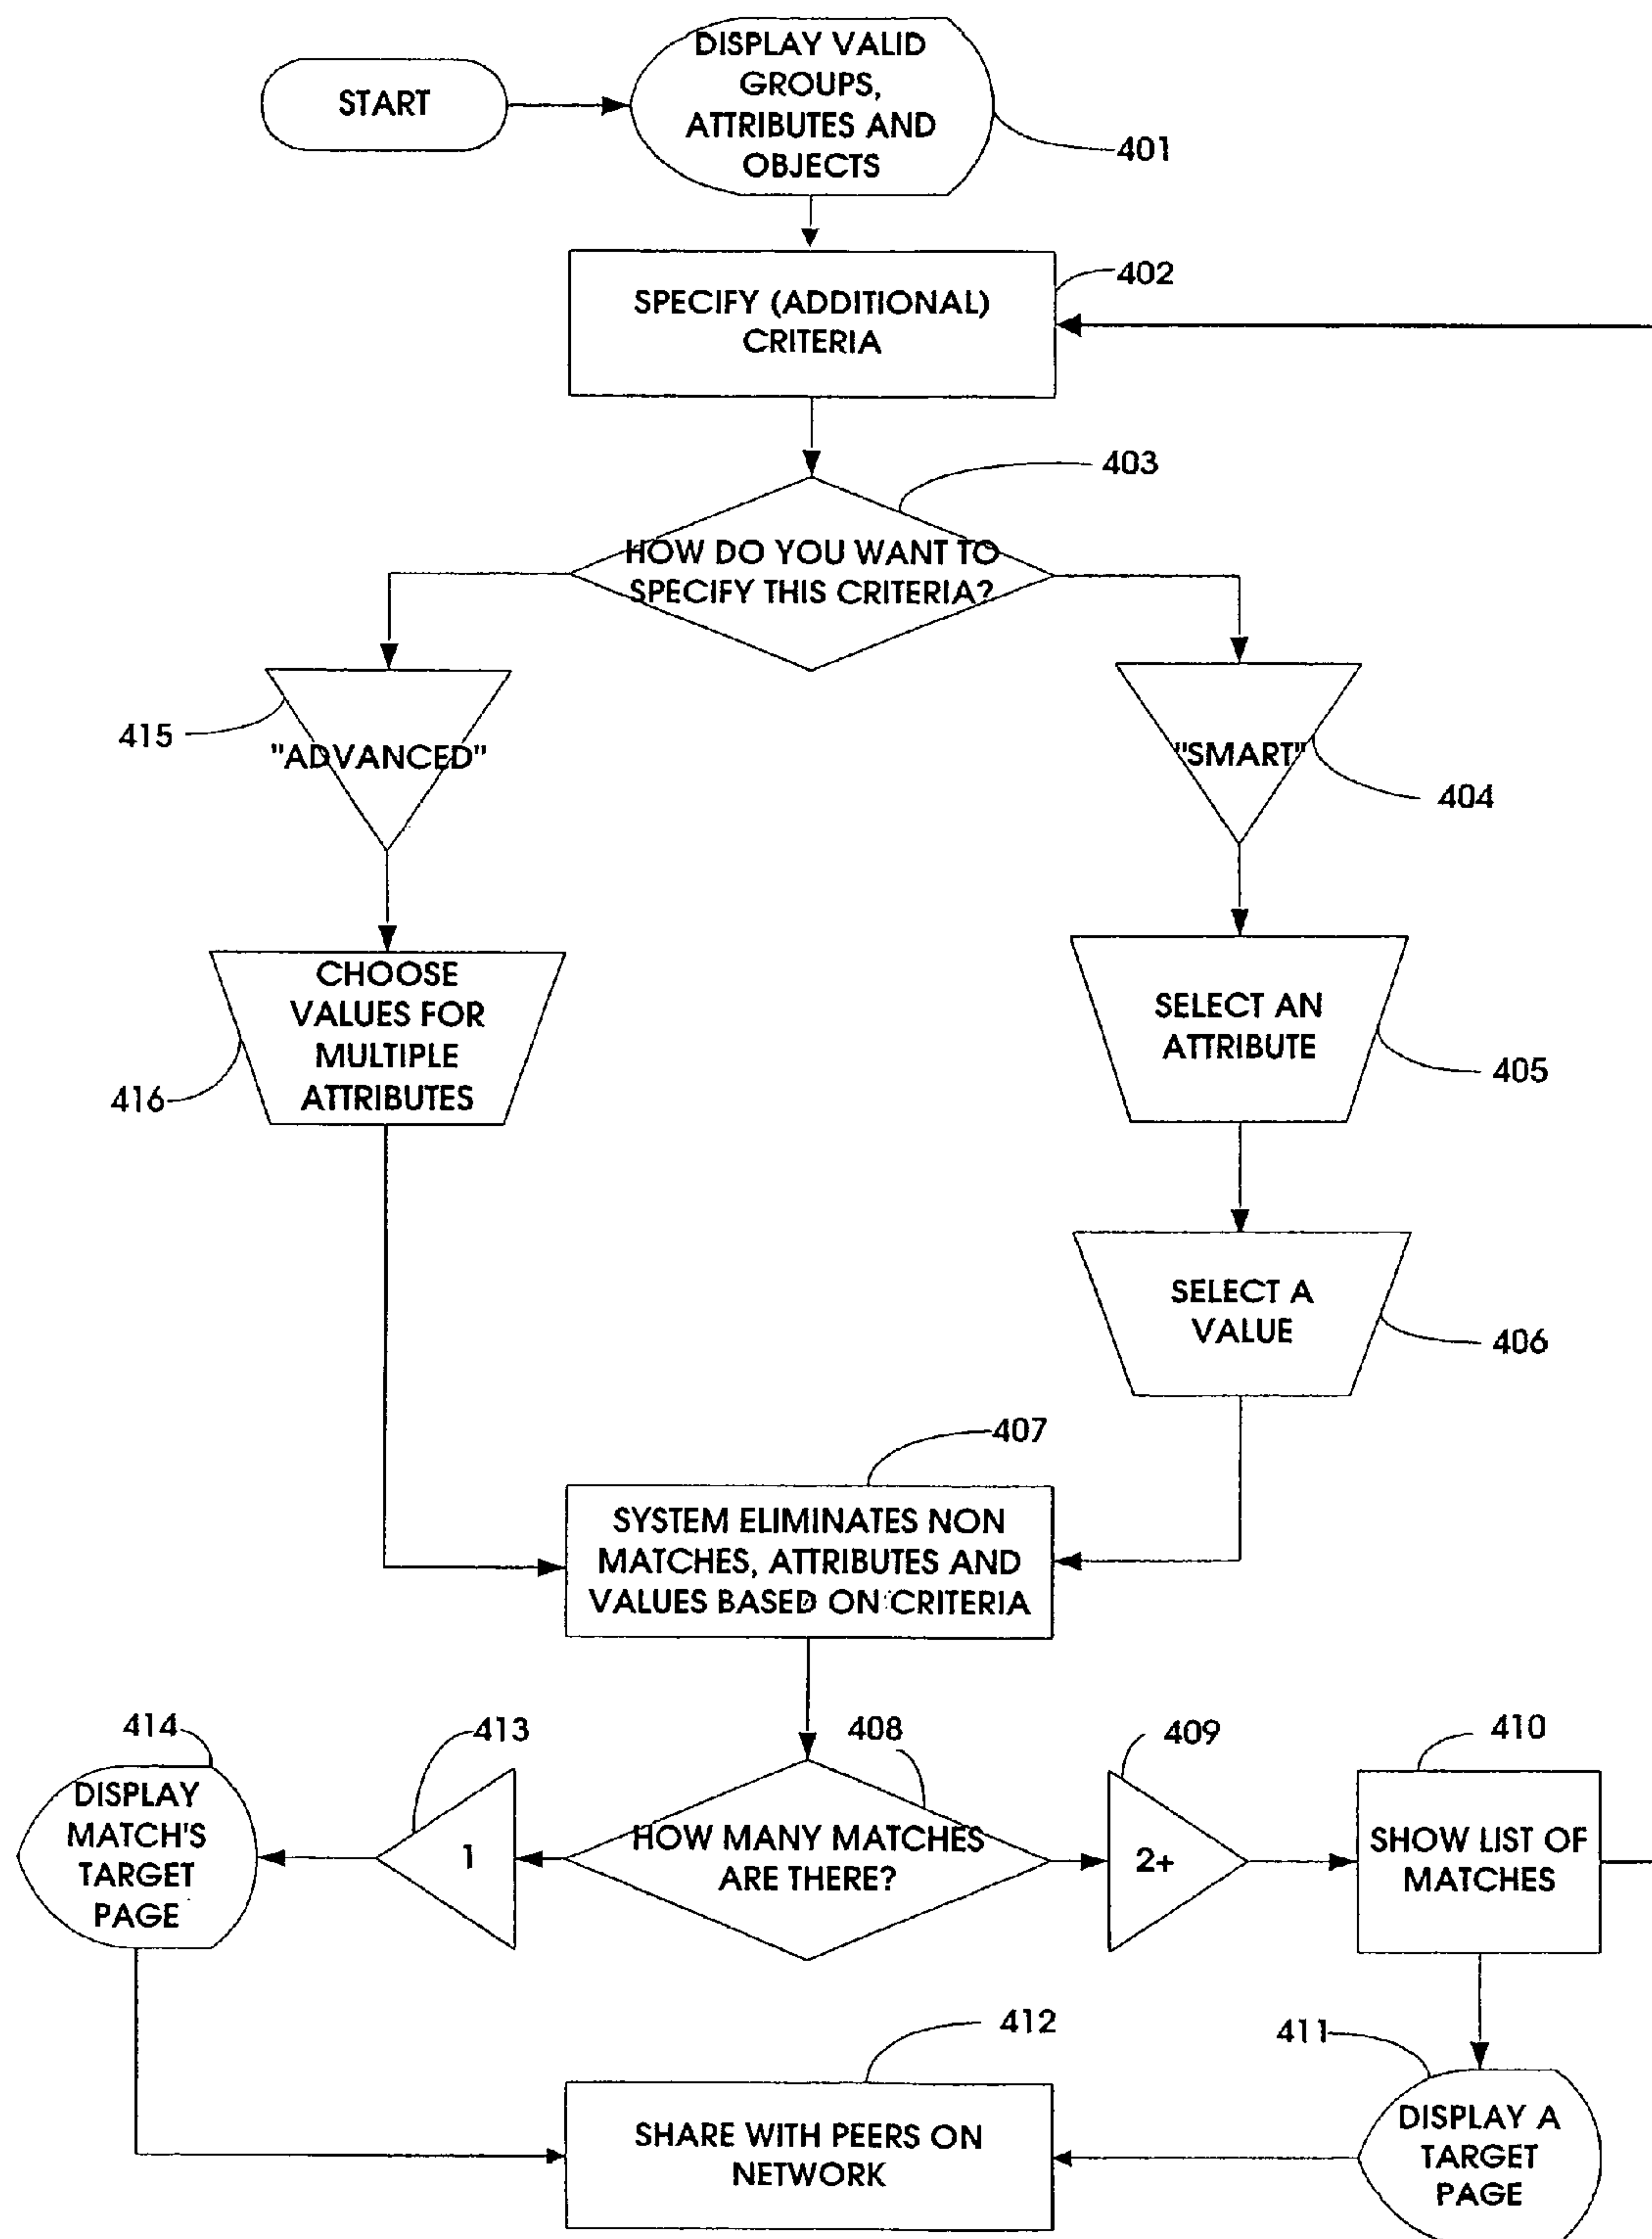 START
DISPLAY VALID
GROUPS,
ATTRIBUTES AND
OBJECTS
401
SPECIFY (ADDITIONAL)
CRITERIA
402
403
HOW DO YOU WANT TO
SPECIFY THIS CRITERIA?
415
"ADVANCED"
"SMART"
404
CHOOSE
VALUES FOR
MULTIPLE
ATTRIBUTES
416
SELECT AN
ATTRIBUTE
405
SELECT A
VALUE
406
407
SYSTEM ELIMINATES NON
MATCHES, ATTRIBUTES AND
VALUES BASED ON CRITERIA
414
413
408
409
410
DISPLAY
MATCH'S
TARGET
PAGE
1
HOW MANY MATCHES
ARE THERE?
2+
SHOW LIST OF
MATCHES
412
411
SHARE WITH PEERS ON
NETWORK
DISPLAY A
TARGET
PAGE